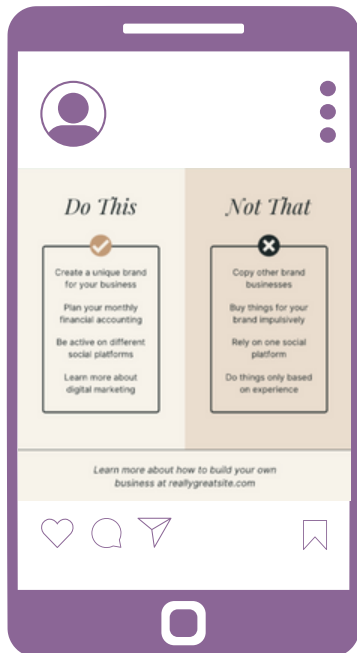 Do This
Create a unique brand
for your business
Plan your monthly
financial accounting
Be active on different
social platforms
Learn more about
digital marketing
Not That
Copy other brand
businesses
Buy things for your
brand impulsively
Rely on one social
platform
Do things only based
on experience
Learn more about how to build your own
business at reallygreatsite.com